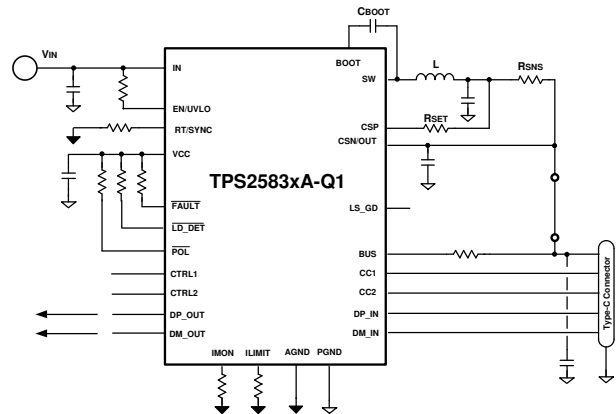 CBOOT
VIN
BOOT
IN
SW
L
RSNS
EN/UVLO
RT/SYNC
CSP
RSET
CSN/OUT
VCC
TPS2583xA-Q1
FAULT
LS_GD
LD_DET
POL
BUS
CTRL1
CC1
CTRL2
CC2
DP_OUT
DP_IN
DM_OUT
DM_IN
Type-C Connector
IMON
ILIMIT
AGND
PGND